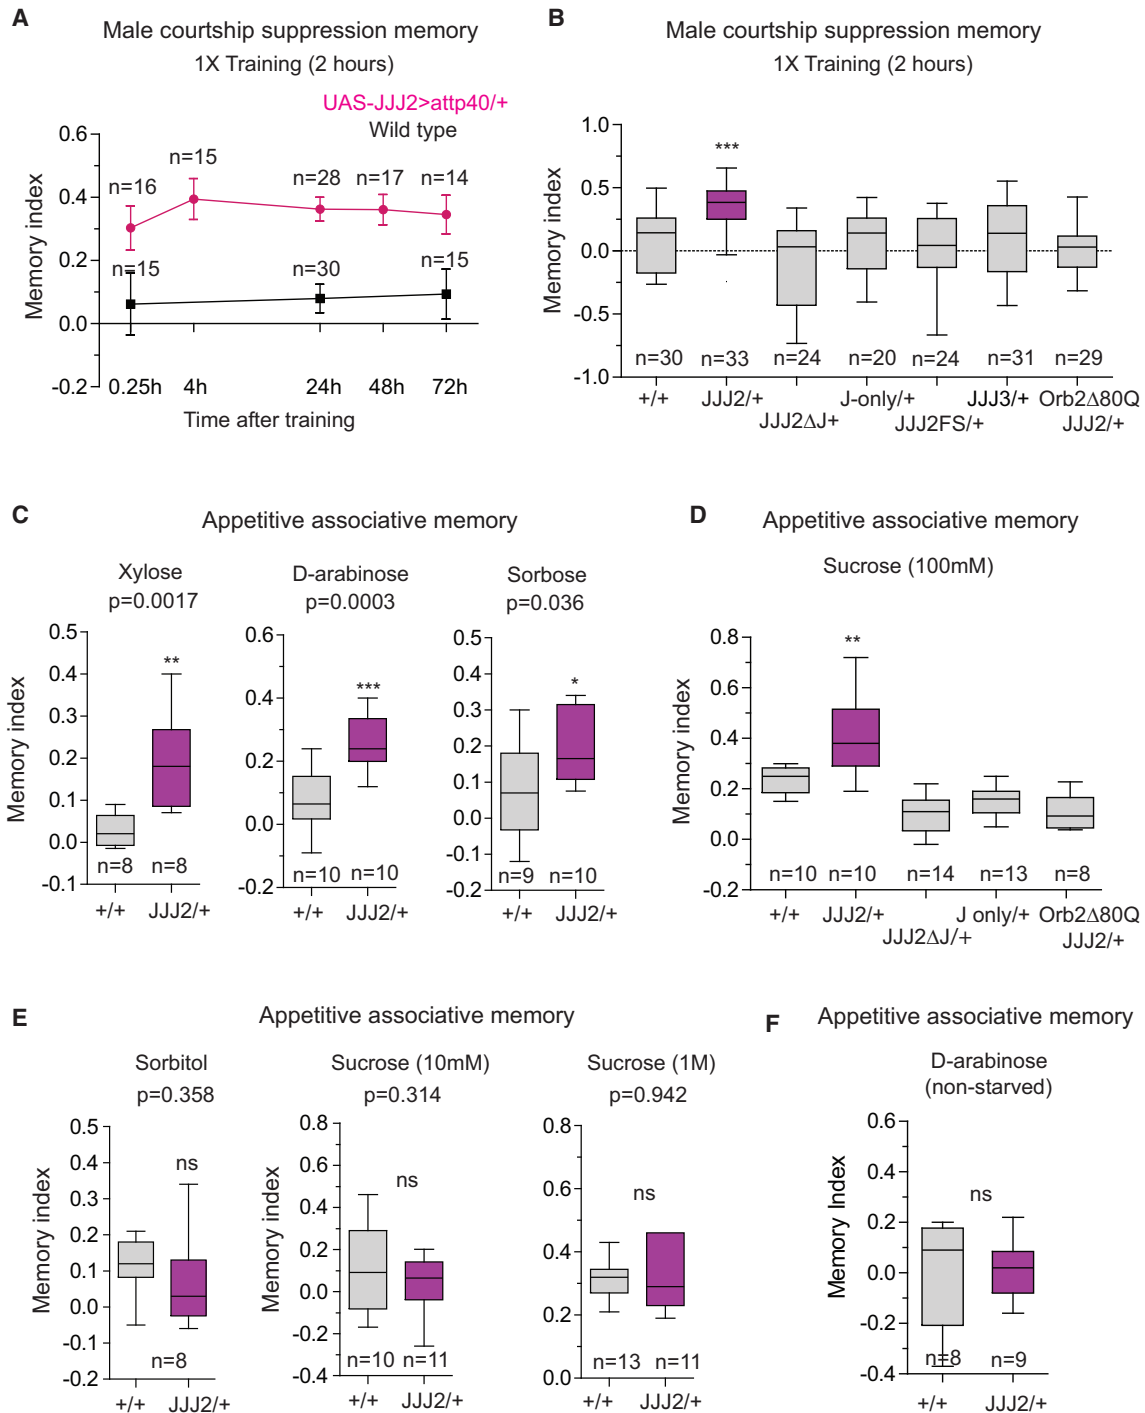 A
Male courtship suppression memory
1X Training (2 hours)
UAS-JJJ2>attp40/+
Wild type
Memory index
0.6
0.4
0.2
0.0
-0.2
n=16
n=15
n=28
n=17
n=14
n=15
n=30
n=15
0.25h
4h
24h
48h
72h
Time after training
B
Male courtship suppression memory
1X Training (2 hours)
Memory index
1.0
0.5
0.0
-0.5
-1.0
***
n=30
n=33
n=24
n=20
n=24
n=31
n=29
+/+
JJJ2/+
JJJ2ΔJ+
J-only/+
JJJ2FS/+
JJJ3/+
Orb2Δ80Q
JJJ2/+
C
Appetitive associative memory
Xylose
p=0.0017
Memory index
0.5
0.4
0.3
0.2
0.1
0.0
-0.1
**
n=8
n=8
+/+
JJJ2/+
D-arabinose
p=0.0003
0.6
0.4
0.2
0.0
-0.2
***
n=10
n=10
+/+
JJJ2/+
Sorbose
p=0.036
0.5
0.4
0.3
0.2
0.1
0.0
-0.1
-0.2
*
n=9
n=10
+/+
JJJ2/+
D
Appetitive associative memory
Sucrose (100mM)
Memory index
0.8
0.6
0.4
0.2
0.0
-0.2
**
n=10
n=10
n=14
n=13
n=8
+/+
JJJ2/+
JJJ2ΔJ/+
J only/+
Orb2Δ80Q
JJJ2/+
E
Appetitive associative memory
Sorbitol
p=0.358
Memory index
0.5
0.4
0.3
0.2
0.1
0.0
-0.1
-0.2
ns
n=8
+/+
JJJ2/+
Sucrose (10mM)
p=0.314
Memory index
0.8
0.6
0.4
0.2
0.0
-0.2
-0.4
ns
n=10
n=11
+/+
JJJ2/+
Sucrose (1M)
p=0.942
0.8
0.6
0.4
0.2
0.0
ns
n=13
n=11
+/+
JJJ2/+
F
Appetitive associative memory
D-arabinose
(non-starved)
Memory Index
0.6
0.4
0.2
0.0
-0.2
-0.4
ns
n=8
n=9
+/+
JJJ2/+